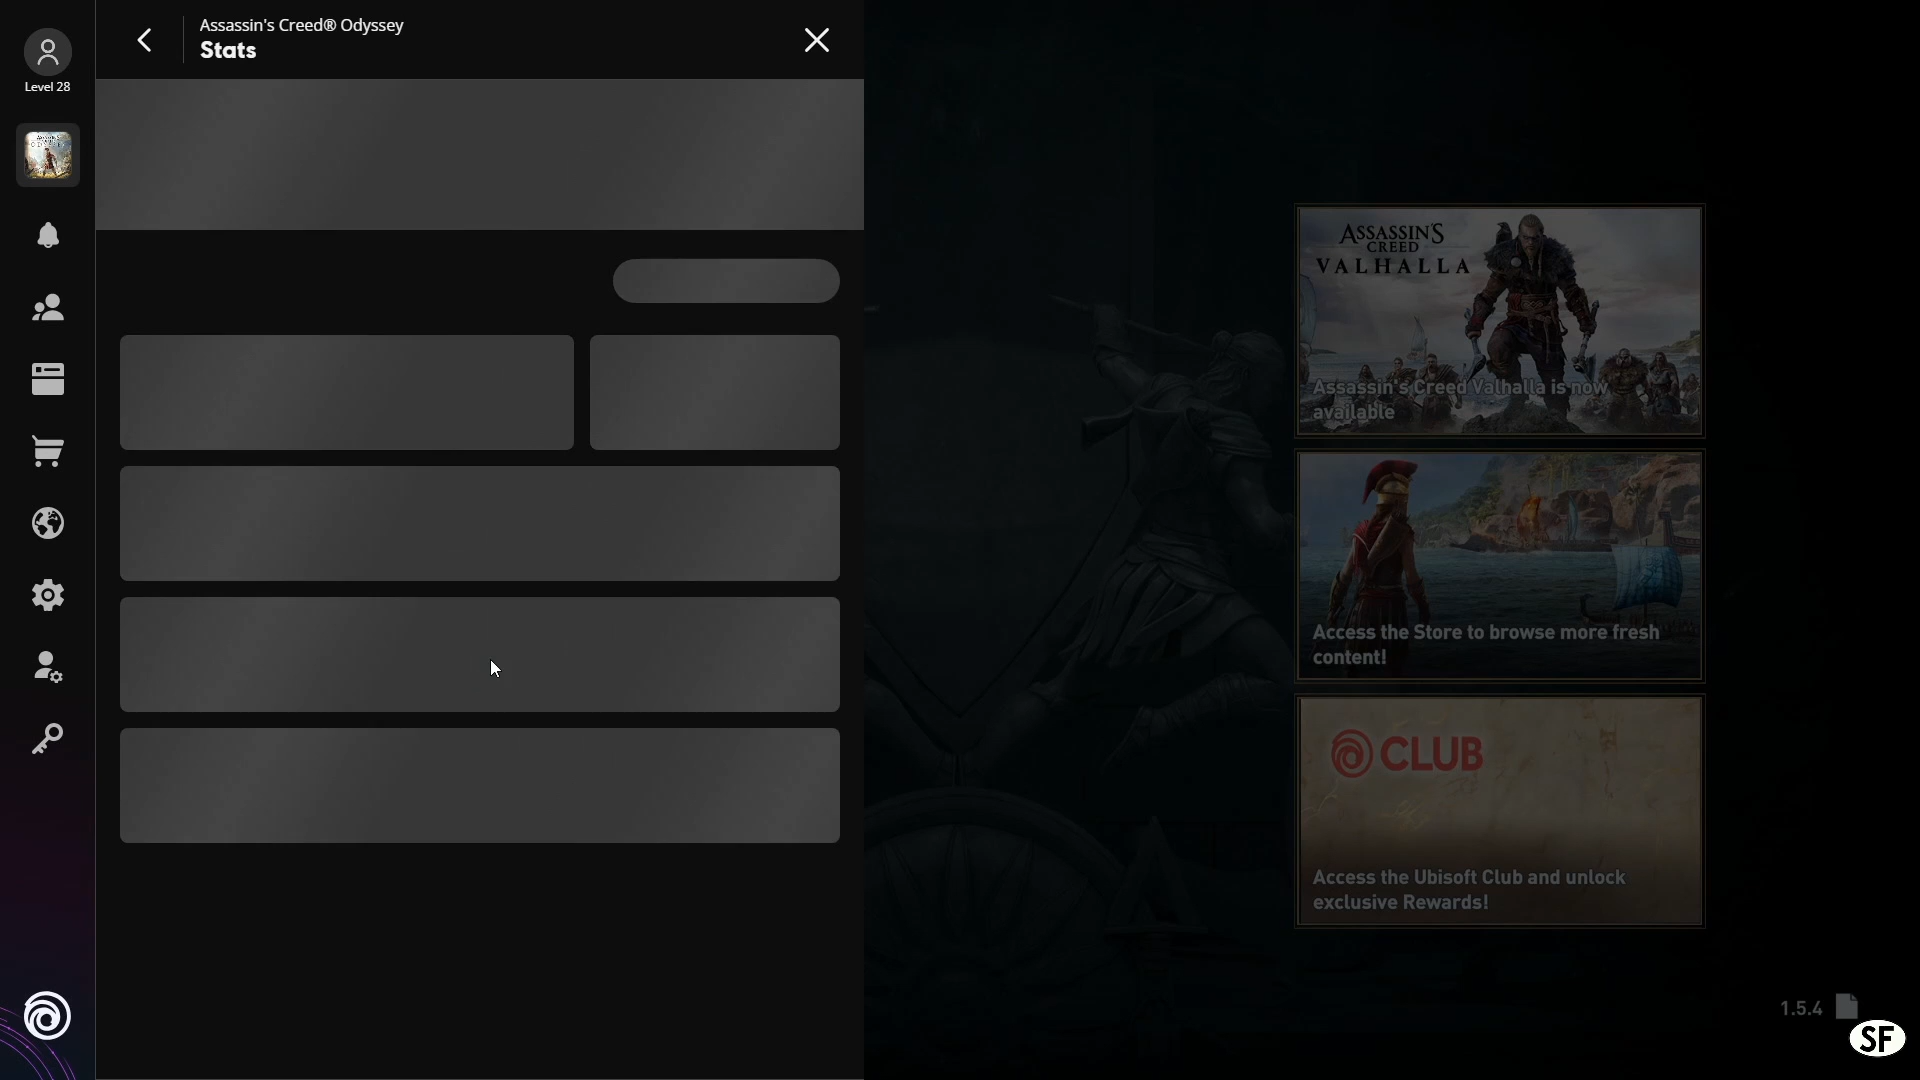 Assassin's Creed® Odyssey
Stats
Level 28
ASSASSIN'S
CREED
VALHALLA
Assassin's Creed Valhalla is now
available
Access the Store to browse more fresh
content!
CLUB
Access the Ubisoft Club and unlock
exclusive Rewards!
1.5.4
SF